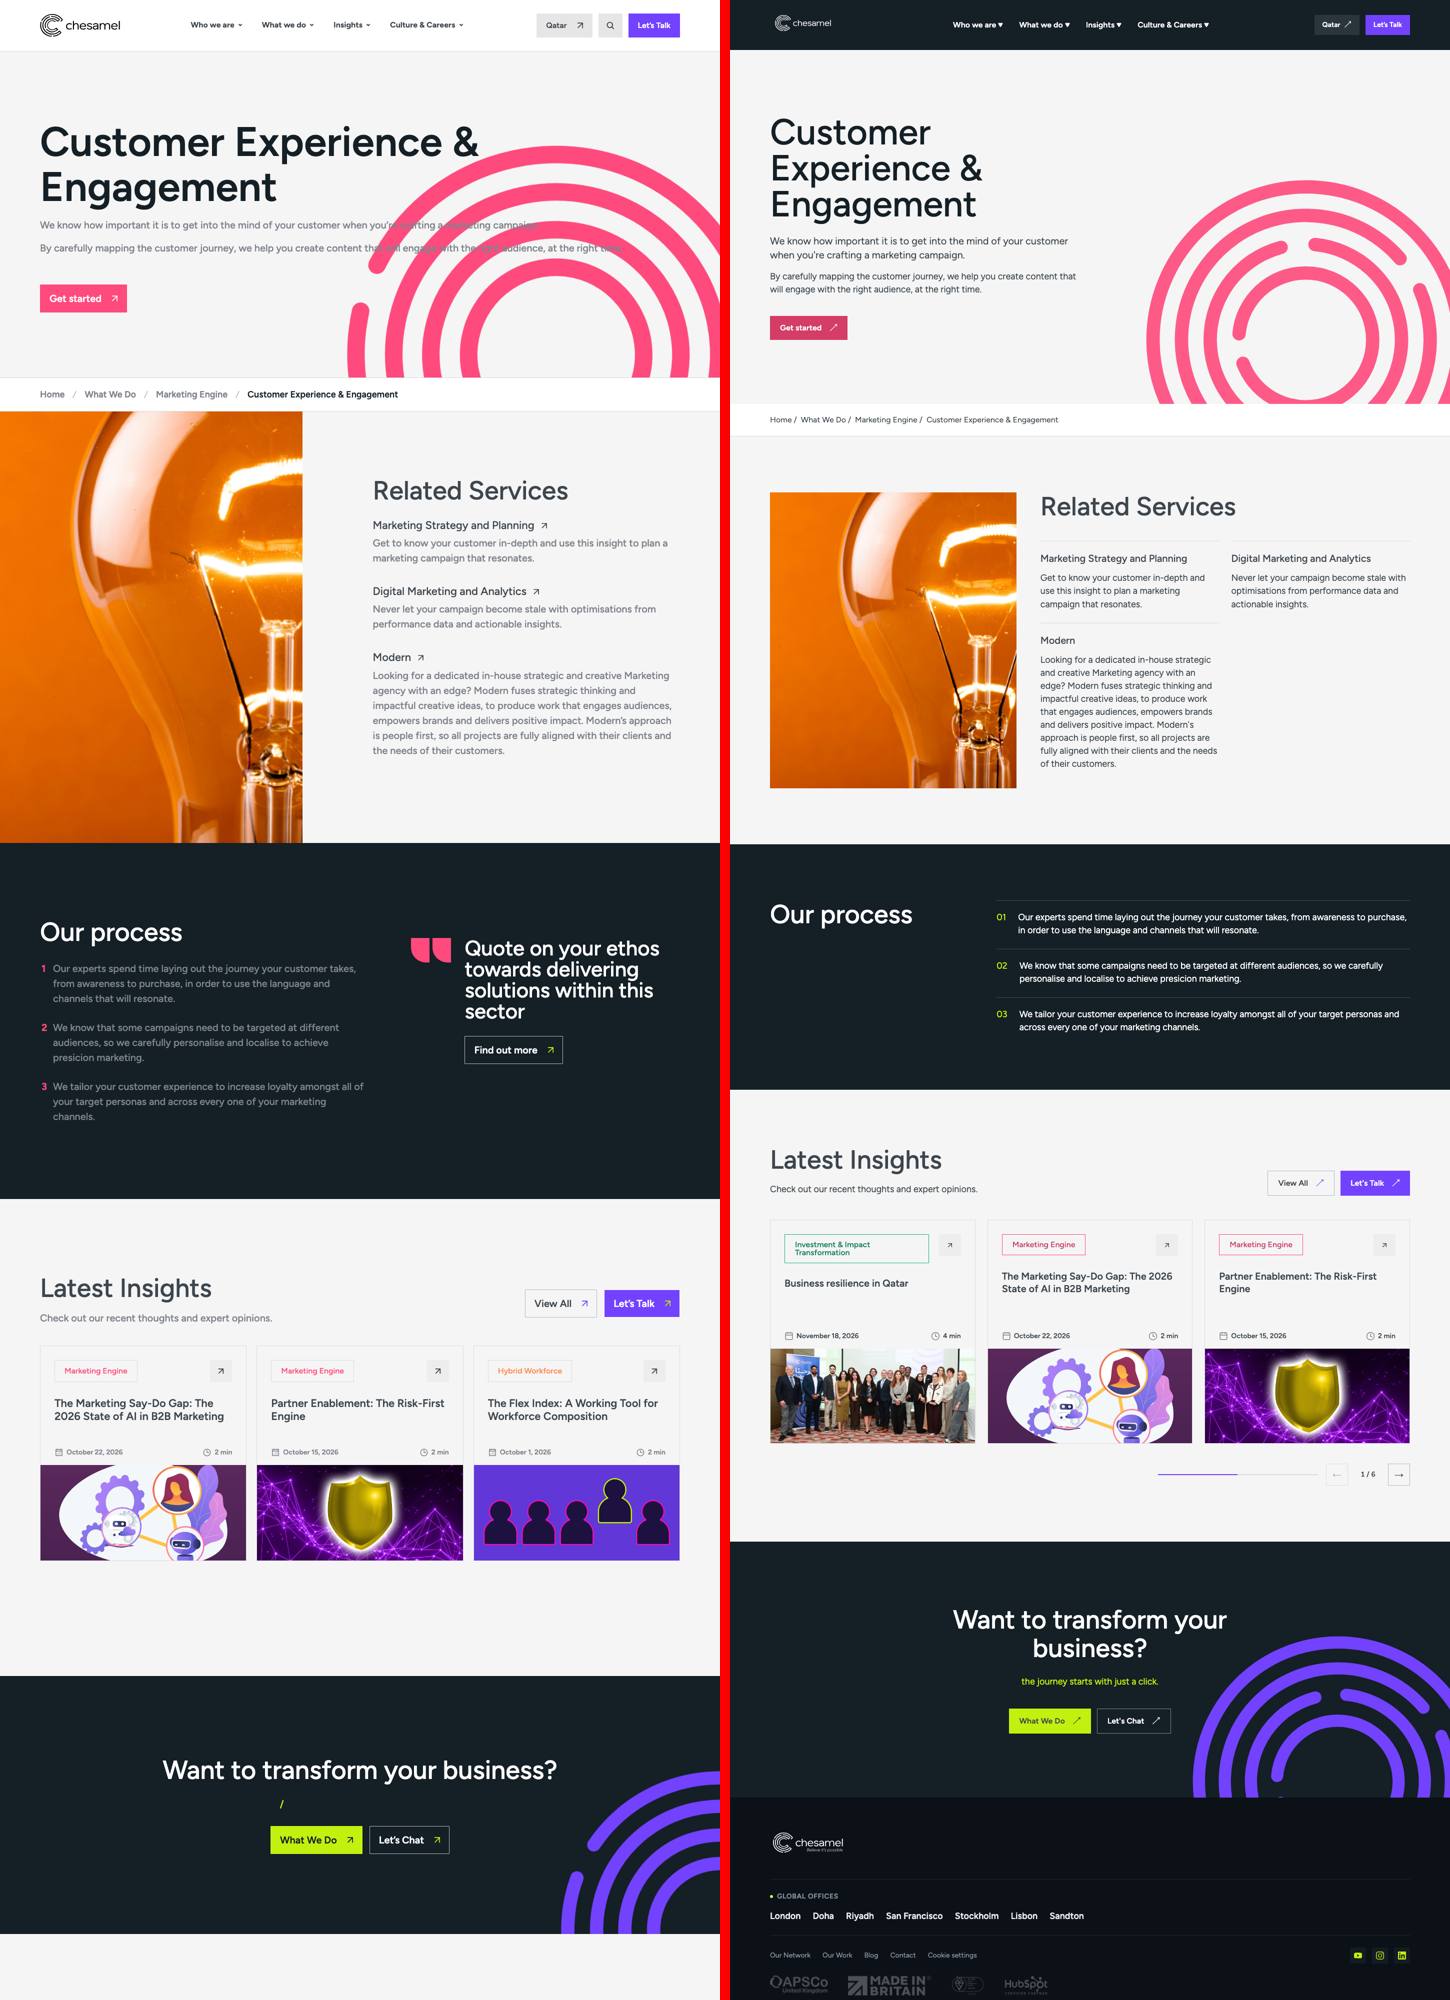 chesamel
Who we are
What we do
Insights
Culture & Careers
Qatar
Let's Talk
Customer Experience &
Engagement
We know how important it is to get into the mind of your customer when you're crafting a marketing campaign.
By carefully mapping the customer journey, we help you create content that will engage with the right audience, at the right time.
Get started
Home / What We Do / Marketing Engine / Customer Experience & Engagement
Related Services
Marketing Strategy and Planning
Get to know your customer in-depth and use this insight to plan a
marketing campaign that resonates.
Digital Marketing and Analytics
Never let your campaign become stale with optimisations from
performance data and actionable insights.
Modern
Looking for a dedicated in-house strategic and creative Marketing
agency with an edge? Modern fuses strategic thinking and
impactful creative ideas, to produce work that engages audiences,
empowers brands and delivers positive impact. Modern's approach
is people first, so all projects are fully aligned with their clients and
the needs of their customers.
Our process
1 Our experts spend time laying out the journey your customer takes,
from awareness to purchase, in order to use the language and
channels that will resonate.
2 We know that some campaigns need to be targeted at different
audiences, so we carefully personalise and localise to achieve
presicion marketing.
3 We tailor your customer experience to increase loyalty amongst all of
your target personas and across every one of your marketing
channels.
Quote on your ethos
towards delivering
solutions within this
sector
Find out more
Latest Insights
Check out our recent thoughts and expert opinions.
View All
Let's Talk
Marketing Engine
The Marketing Say-Do Gap: The
2026 State of AI in B2B Marketing
October 22, 2026
2 min
Marketing Engine
Partner Enablement: The Risk-First
Engine
October 15, 2026
2 min
Hybrid Workforce
The Flex Index: A Working Tool for
Workforce Composition
October 1, 2026
2 min
Want to transform your business?
/
What We Do
Let's Chat
chesamel
Who we are
What we do
Insights
Culture & Careers
Qatar
Let's Talk
Customer
Experience &
Engagement
We know how important it is to get into the mind of your customer
when you're crafting a marketing campaign.
By carefully mapping the customer journey, we help you create content that
will engage with the right audience, at the right time.
Get started
Home / What We Do / Marketing Engine / Customer Experience & Engagement
Related Services
Marketing Strategy and Planning
Get to know your customer in-depth and
use this insight to plan a marketing
campaign that resonates.
Digital Marketing and Analytics
Never let your campaign become stale with
optimisations from performance data and
actionable insights.
Modern
Looking for a dedicated in-house strategic
and creative Marketing agency with an
edge? Modern fuses strategic thinking and
impactful creative ideas, to produce work
that engages audiences, empowers brands
and delivers positive impact. Modern's
approach is people first, so all projects are
fully aligned with their clients and the needs
of their customers.
Our process
01 Our experts spend time laying out the journey your customer takes, from awareness to purchase,
in order to use the language and channels that will resonate.
02 We know that some campaigns need to be targeted at different audiences, so we carefully
personalise and localise to achieve presicion marketing.
03 We tailor your customer experience to increase loyalty amongst all of your target personas and
across every one of your marketing channels.
Latest Insights
Check out our recent thoughts and expert opinions.
View All
Let's Talk
Investment & Impact
Transformation
Business resilience in Qatar
November 18, 2026
4 min
Marketing Engine
The Marketing Say-Do Gap: The 2026
State of AI in B2B Marketing
October 22, 2026
2 min
Marketing Engine
Partner Enablement: The Risk-First
Engine
October 15, 2026
2 min
1 / 6
Want to transform your
business?
the journey starts with just a click.
What We Do
Let's Chat
chesamel
Believe it's possible
GLOBAL OFFICES
London Doha Riyadh San Francisco Stockholm Lisbon Sandton
Our Network Our Work Blog Contact Cookie settings
APSCo
United Kingdom
MADE IN
BRITAIN
HubSpot